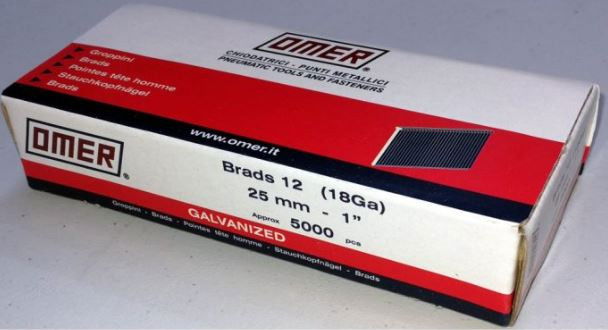 OMER®
CHIODATRICI - PUNTI METALLICI
PNEUMATIC TOOLS AND FASTENERS
Groppini
Brads
Pointes tête homme
Stauchkopfnägel
Brads
www.omer.it
OMER®
Brads 12 (18Ga)
25 mm - 1"
Approx 5000 pcs
GALVANIZED
Groppini - Brads - Pointes tête homme - Stauchkopfnägel - Brads